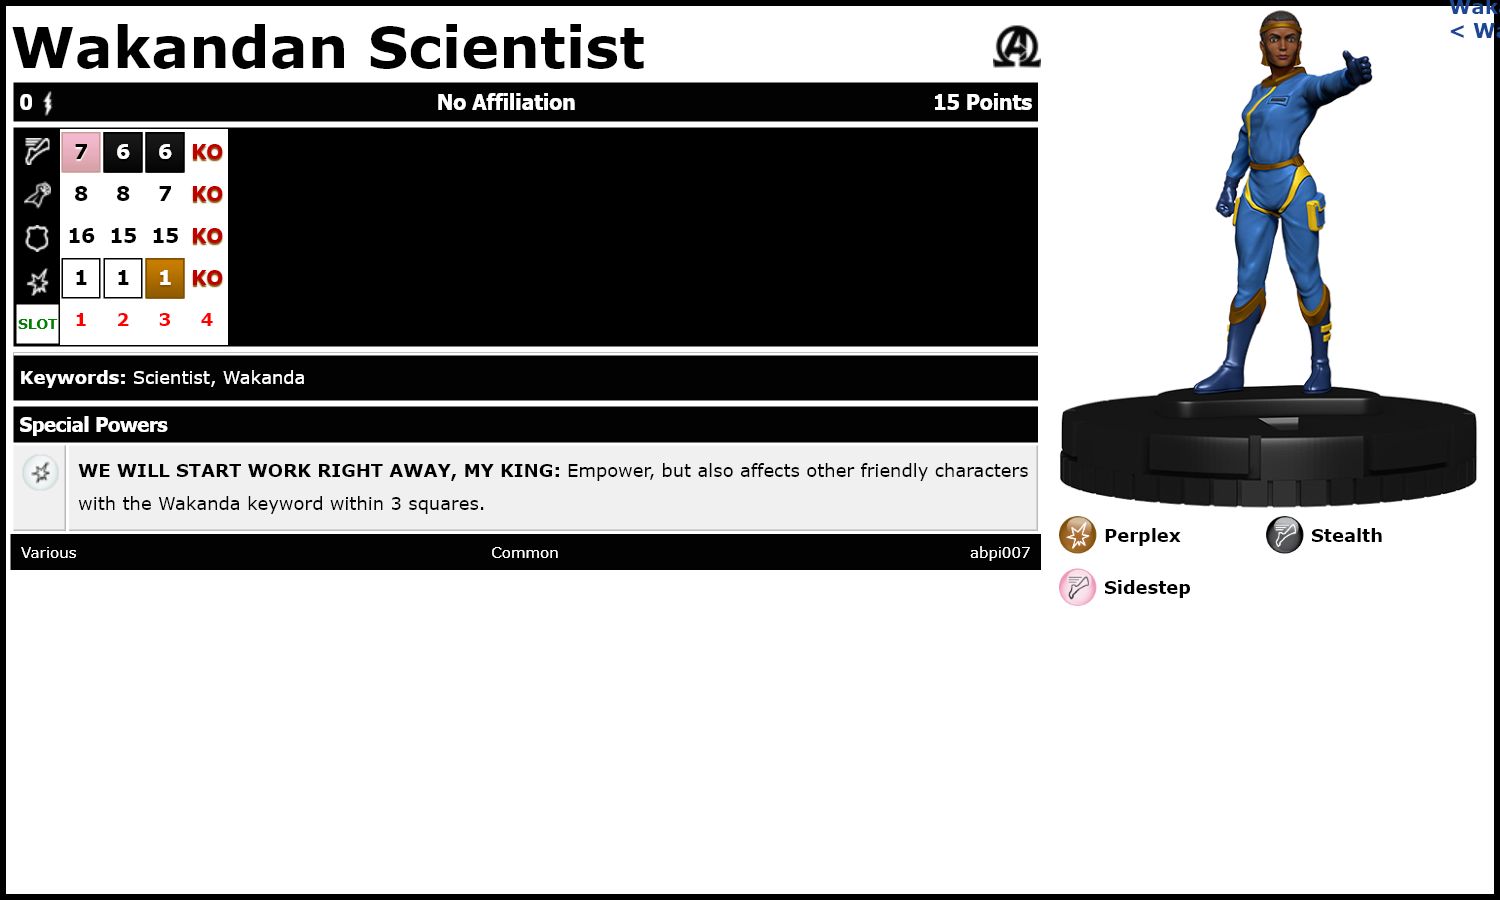 Wakandan Scientist
0 No Affiliation 15 Points
7 6 6 KO
8 8 7 KO
16 15 15 KO
1 1 1 KO
SLOT 1 2 3 4
Keywords: Scientist, Wakanda
Special Powers
WE WILL START WORK RIGHT AWAY, MY KING: Empower, but also affects other friendly characters
with the Wakanda keyword within 3 squares.
Various Common abpi007
Perplex Stealth
Sidestep